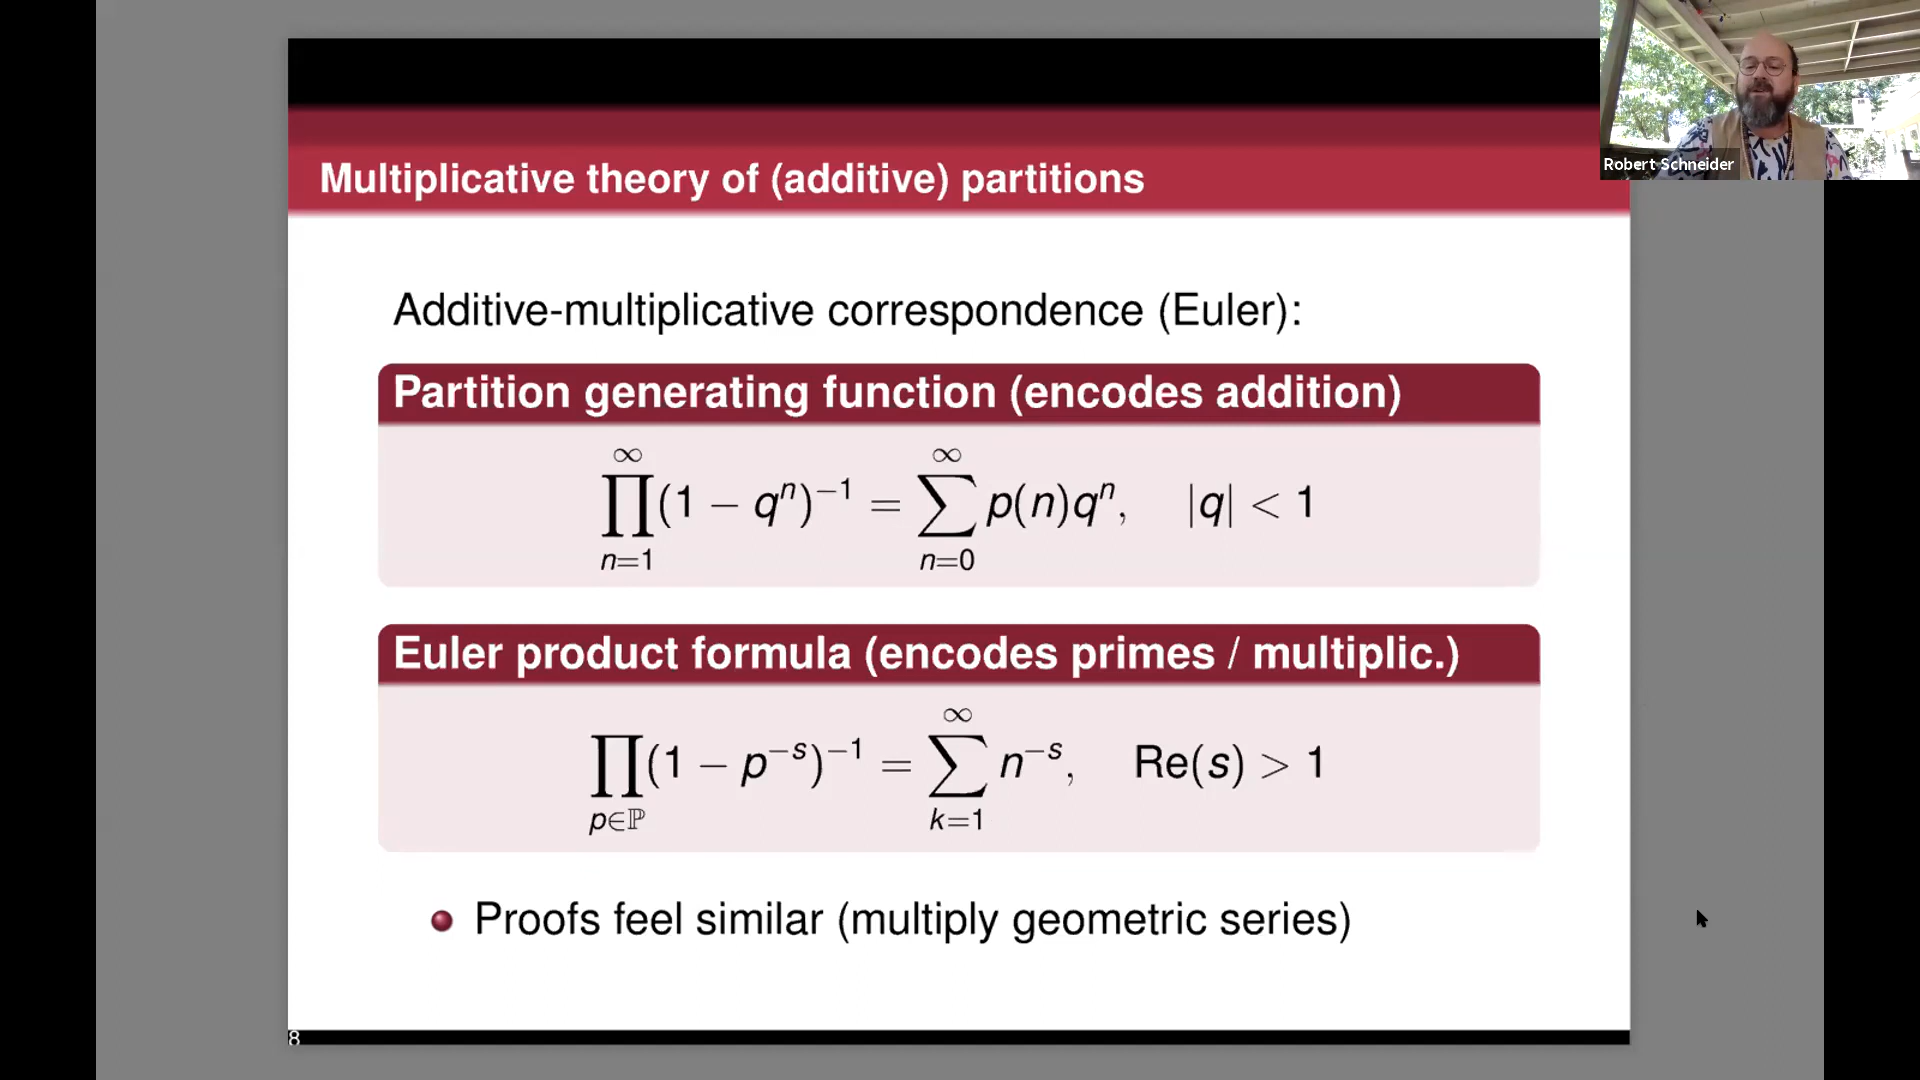 Robert Schneider
Multiplicative theory of (additive) partitions
Additive-multiplicative correspondence (Euler):
Partition generating function (encodes addition)
∏_{n=1}^{∞} (1 − qⁿ)⁻¹ = ∑_{n=0}^{∞} p(n)qⁿ, |q| < 1
Euler product formula (encodes primes / multiplic.)
∏_{p∈ℙ} (1 − p⁻ˢ)⁻¹ = ∑_{k=1}^{∞} n⁻ˢ, Re(s) > 1
Proofs feel similar (multiply geometric series)
8